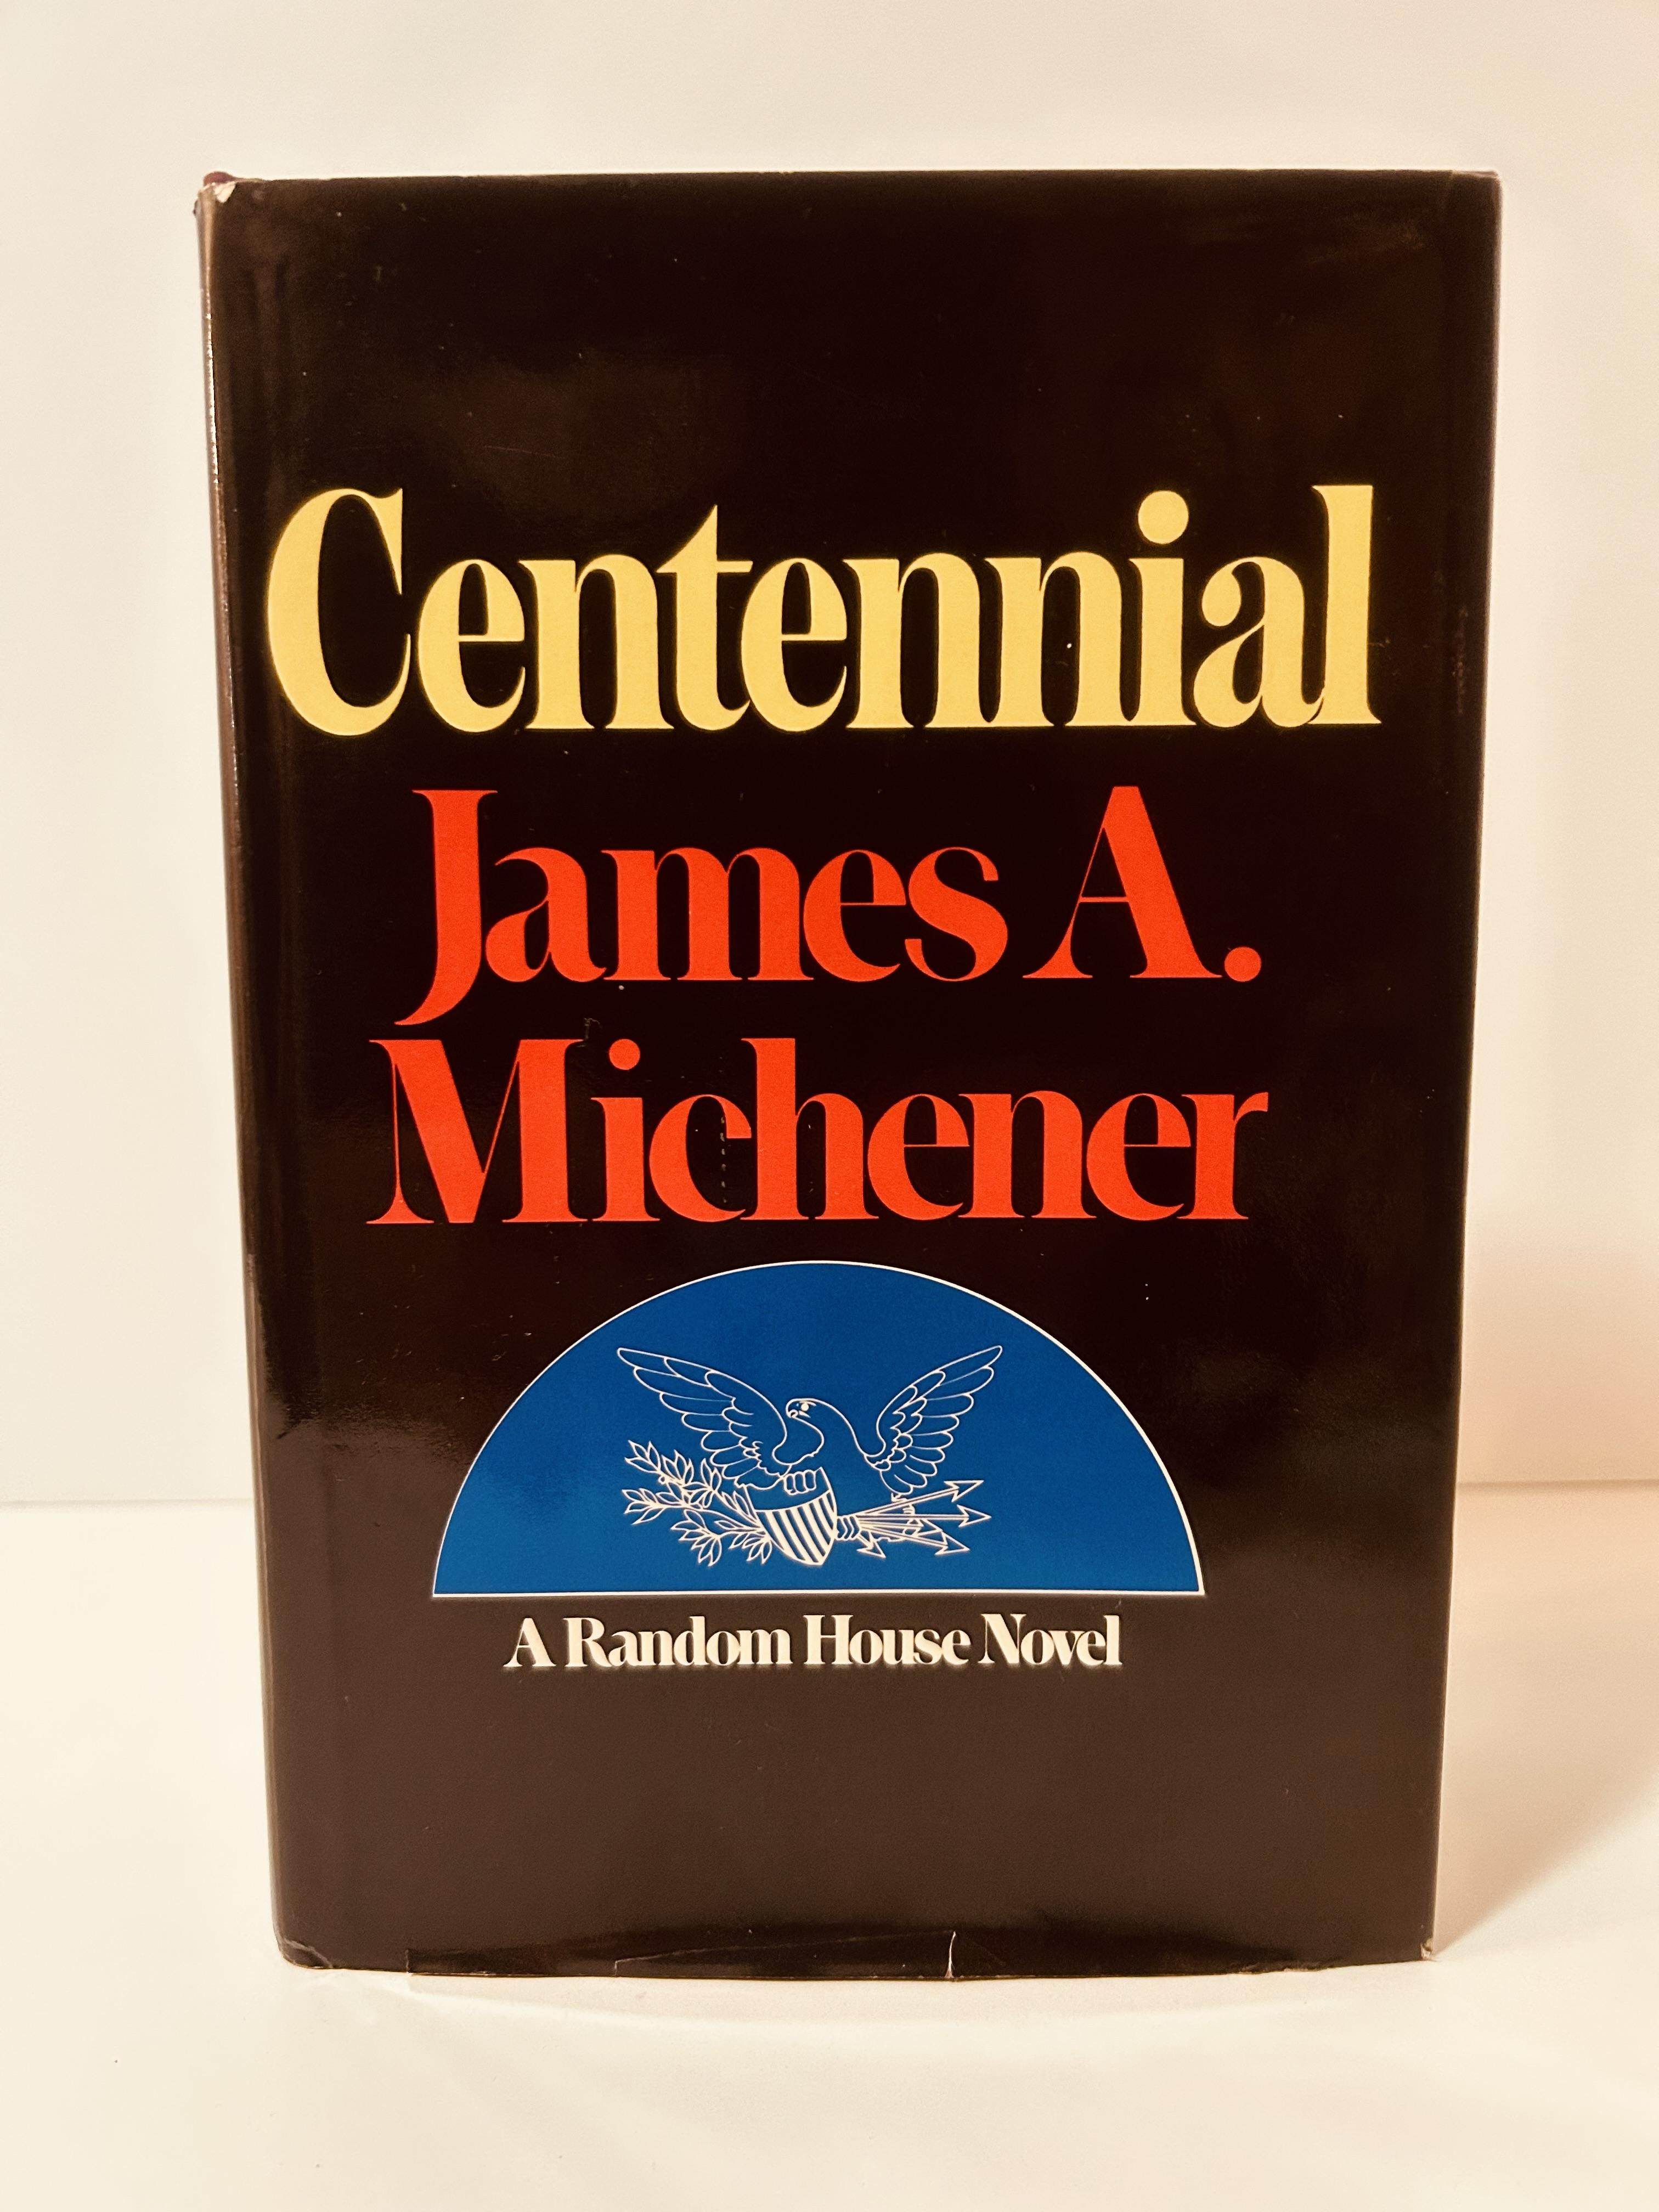 Centennial
James A.
Michener
A Random House Novel